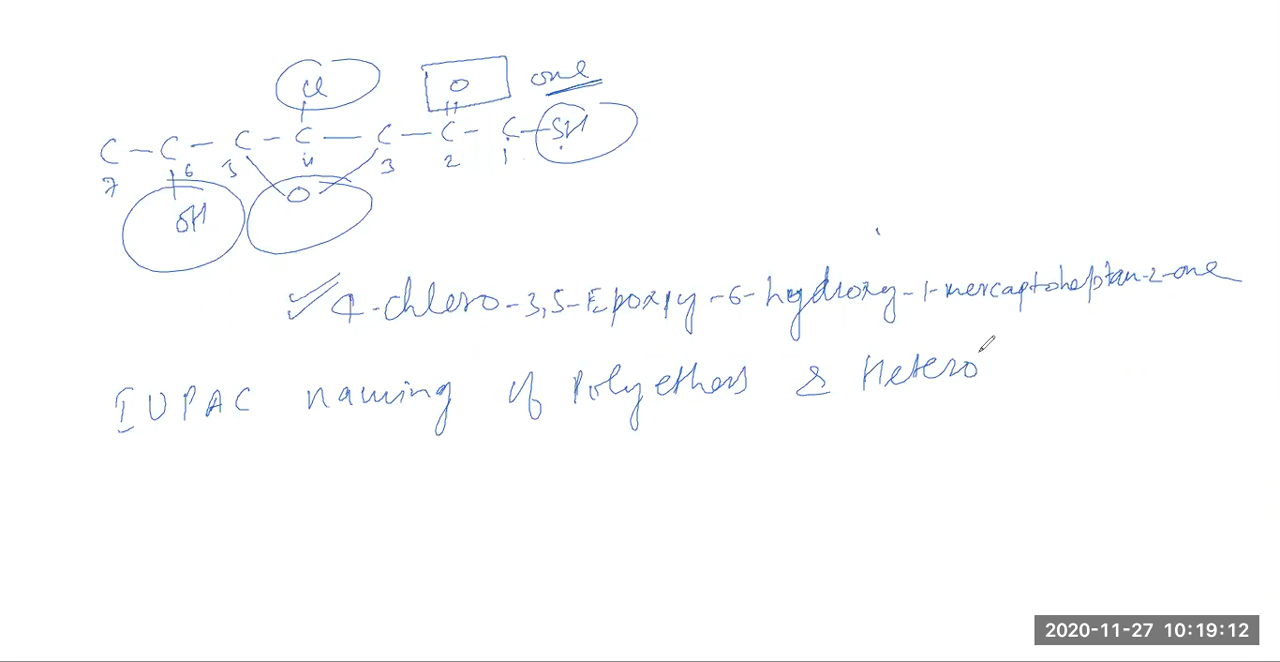 Cl O one
C - C - C - C - C - C - C - SH
7 6 5 4 3 2 1
OH O
4-chloro-3,5-Epoxy-6-hydroxy-1-mercaptoheptan-2-one
IUPAC naming of Polyethers & Hetero
2020-11-27 10:19:12